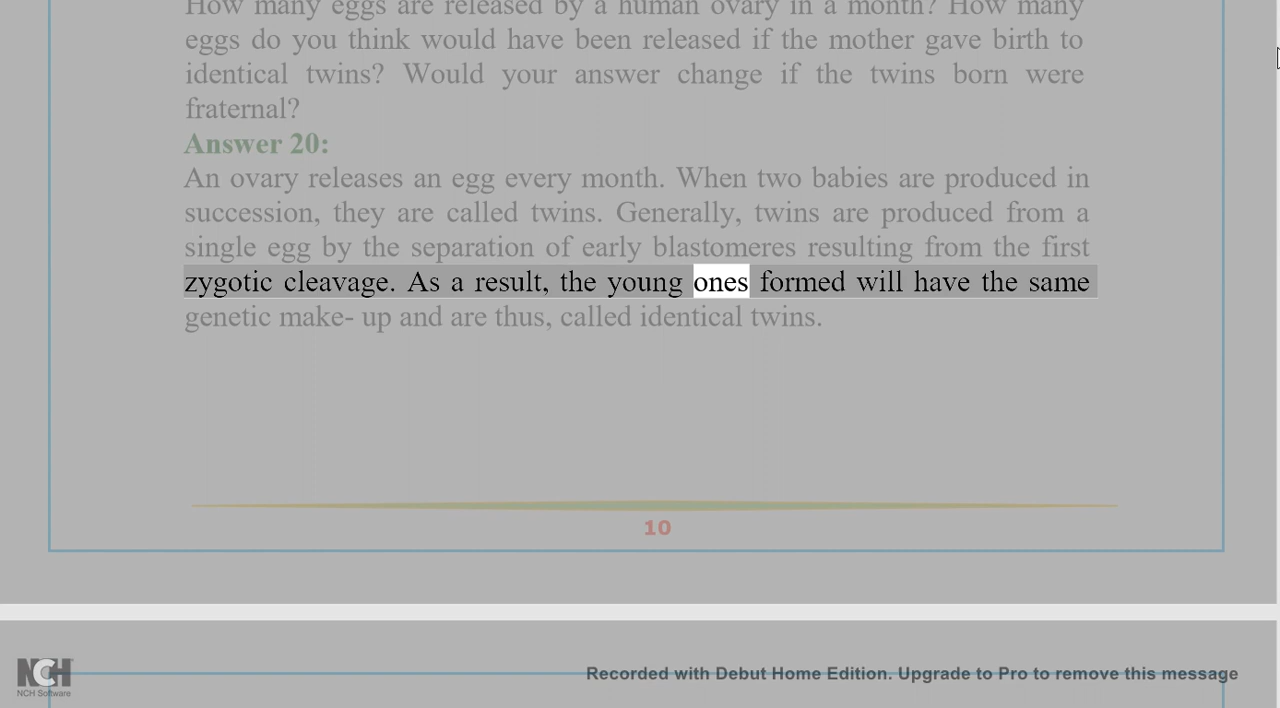 How many eggs are released by a human ovary in a month? How many
eggs do you think would have been released if the mother gave birth to
identical twins? Would your answer change if the twins born were
fraternal?
Answer 20:
An ovary releases an egg every month. When two babies are produced in
succession, they are called twins. Generally, twins are produced from a
single egg by the separation of early blastomeres resulting from the first
zygotic cleavage. As a result, the young ones formed will have the same
genetic make- up and are thus, called identical twins.
10
NCH
NCH Software
Recorded with Debut Home Edition. Upgrade to Pro to remove this message